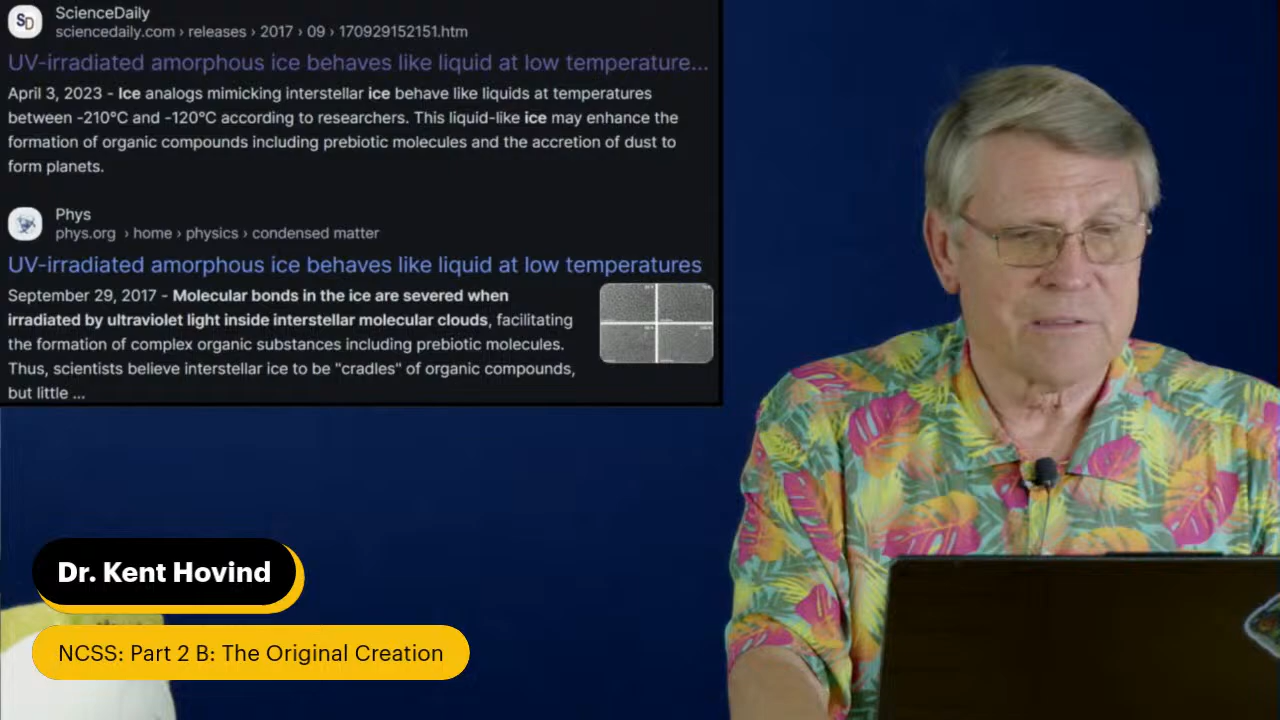 SD
ScienceDaily
sciencedaily.com › releases › 2017 › 09 › 170929152151.htm
UV-irradiated amorphous ice behaves like liquid at low temperature...
April 3, 2023 - Ice analogs mimicking interstellar ice behave like liquids at temperatures
between -210°C and -120°C according to researchers. This liquid-like ice may enhance the
formation of organic compounds including prebiotic molecules and the accretion of dust to
form planets.
Phys
phys.org › home › physics › condensed matter
UV-irradiated amorphous ice behaves like liquid at low temperatures
September 29, 2017 - Molecular bonds in the ice are severed when
irradiated by ultraviolet light inside interstellar molecular clouds, facilitating
the formation of complex organic substances including prebiotic molecules.
Thus, scientists believe interstellar ice to be "cradles" of organic compounds,
but little ...
Dr. Kent Hovind
NCSS: Part 2 B: The Original Creation